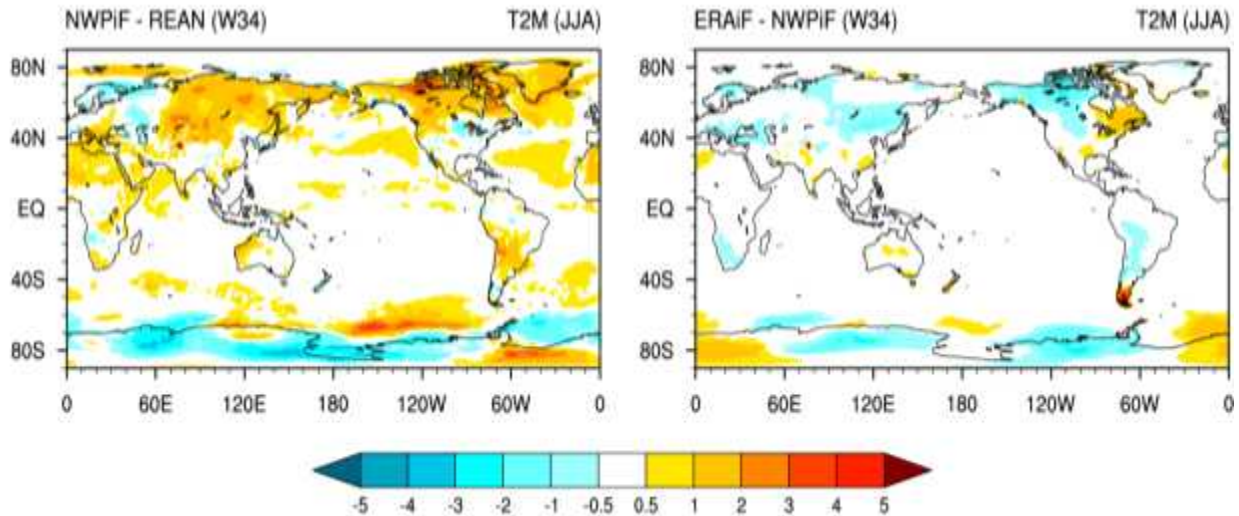 NWPiF - REAN (W34) T2M (JJA) ERAiF - NWPiF (W34) T2M (JJA)
80N 80N
40N 40N
EQ EQ
40S 40S
80S 80S
0 60E 120E 180 120W 60W 0 0 60E 120E 180 120W 60W 0
-5 -4 -3 -2 -1 -0.5 0.5 1 2 3 4 5